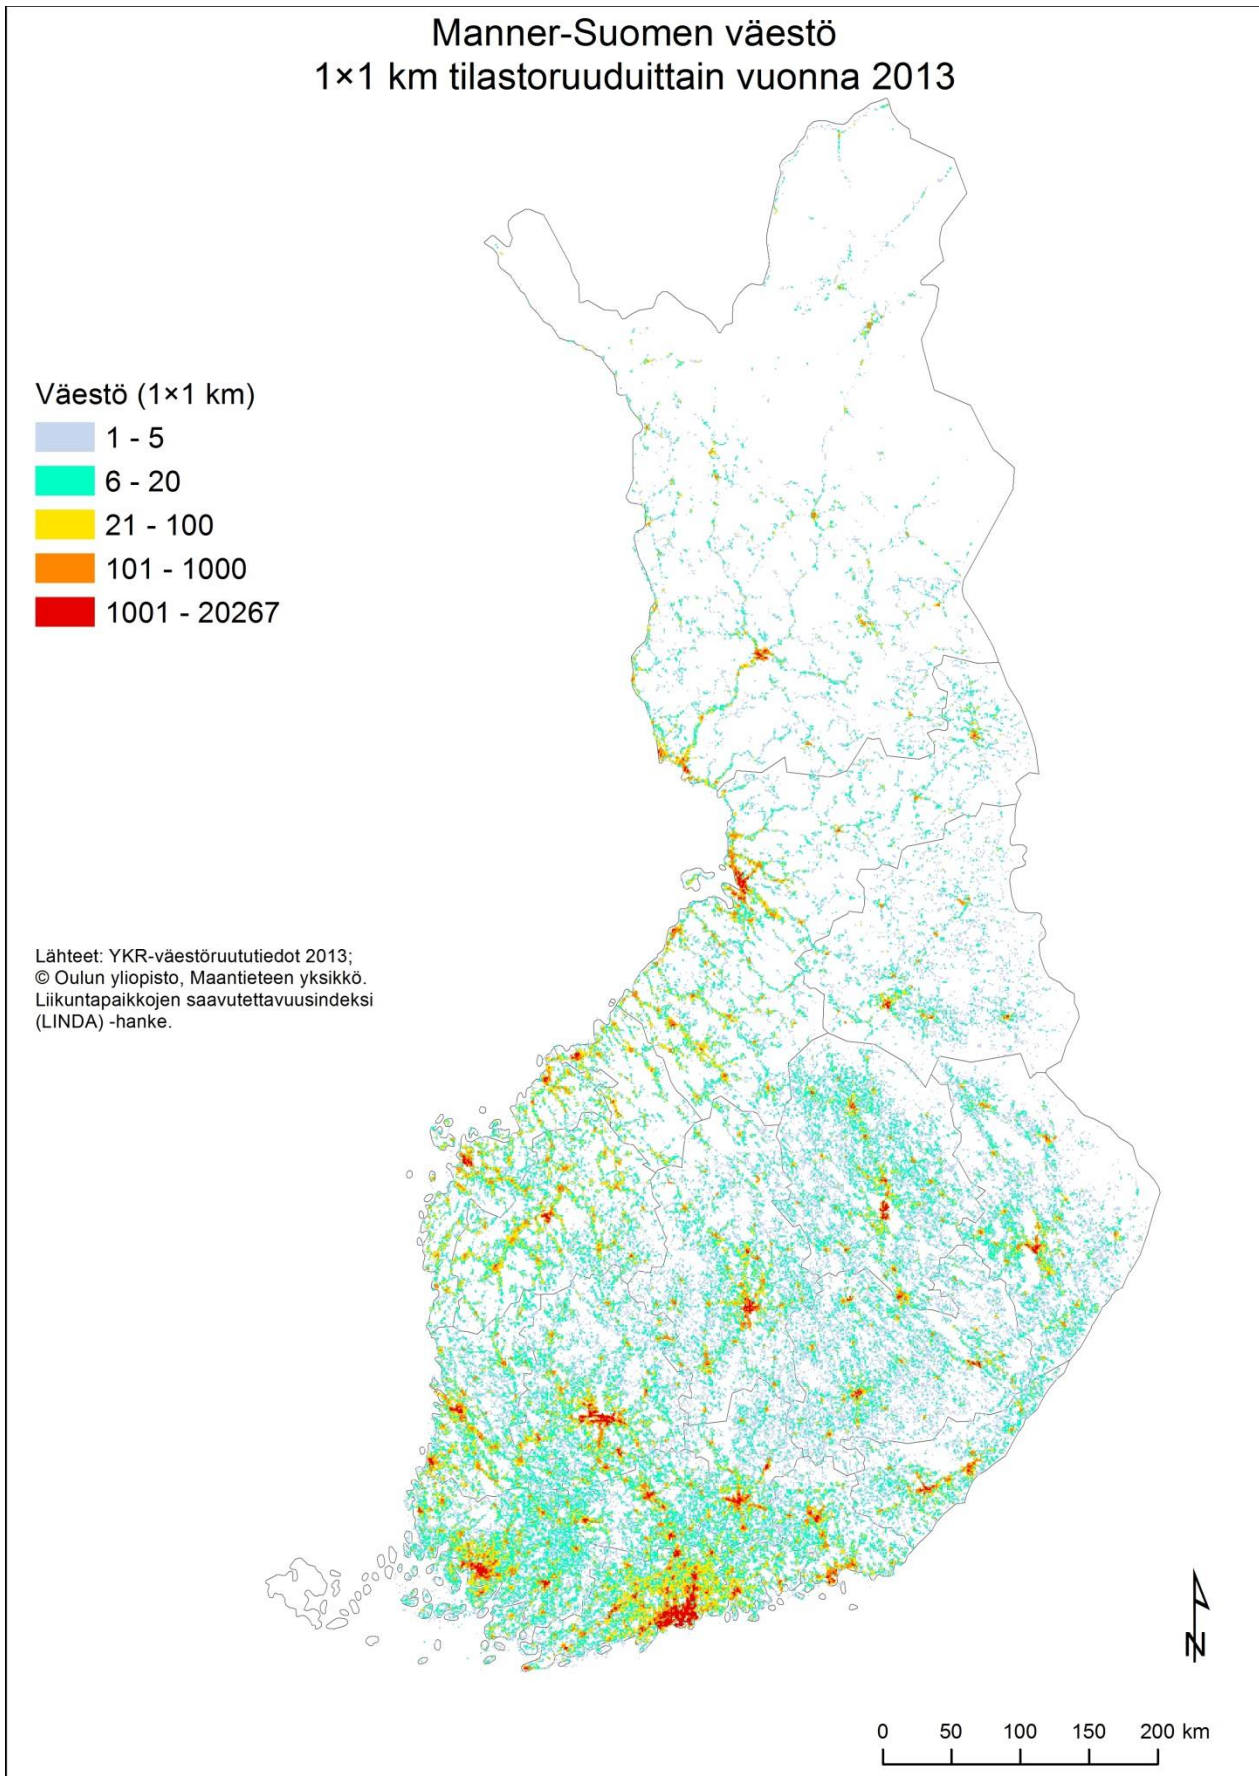 Manner-Suomen väestö
1×1 km tilastoruuduittain vuonna 2013
Väestö (1×1 km)
1 - 5
6 - 20
21 - 100
101 - 1000
1001 - 20267
Lähteet: YKR-väestöruututiedot 2013;
© Oulun yliopisto, Maantieteen yksikkö.
Liikuntapaikkojen saavutettavuusindeksi
(LINDA) -hanke.
N
0 50 100 150 200 km